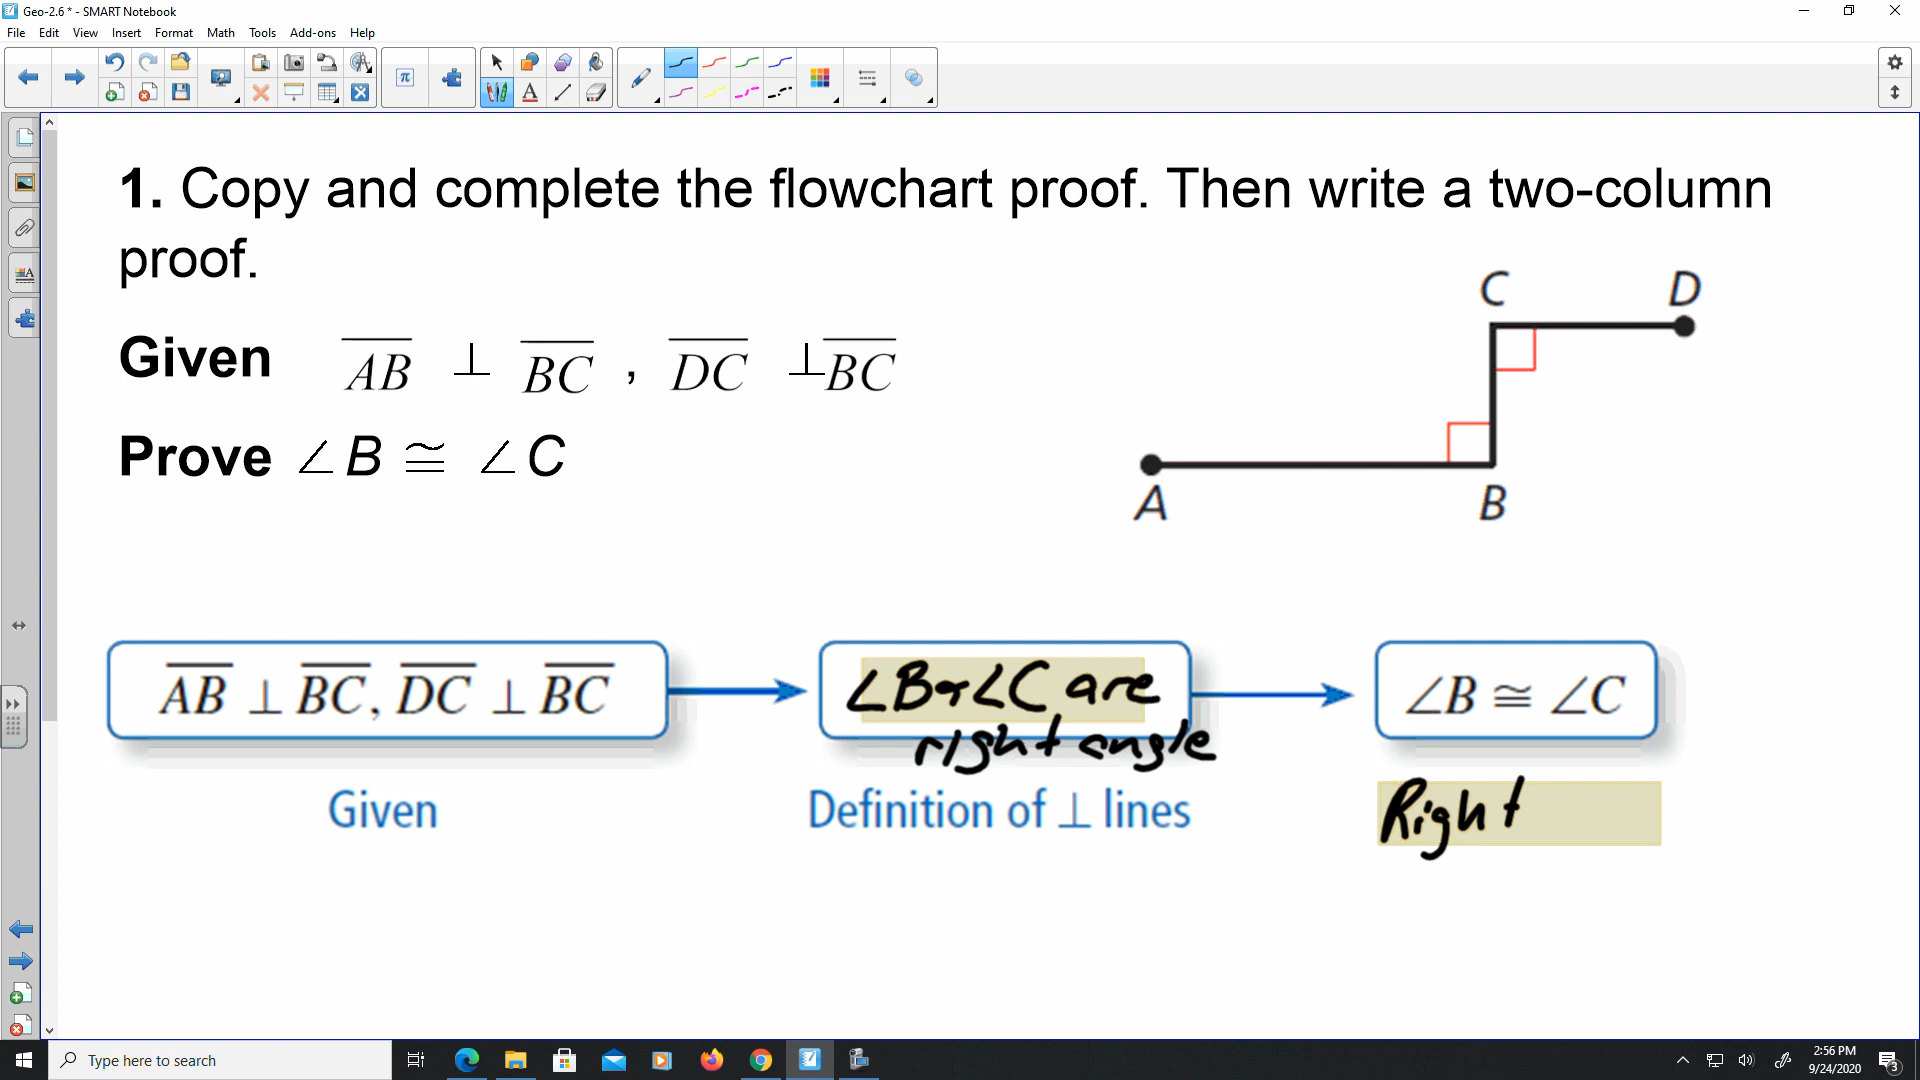 Geo-2.6 * - SMART Notebook
File Edit View Insert Format Math Tools Add-ons Help
1. Copy and complete the flowchart proof. Then write a two-column
proof.
C D
Given AB ⊥ BC , DC ⊥ BC
Prove ∠B ≅ ∠C
A B
AB ⊥ BC, DC ⊥ BC
∠B + ∠C are
right angle
∠B ≅ ∠C
Given
Definition of ⊥ lines
Right
Type here to search
2:56 PM
9/24/2020
3